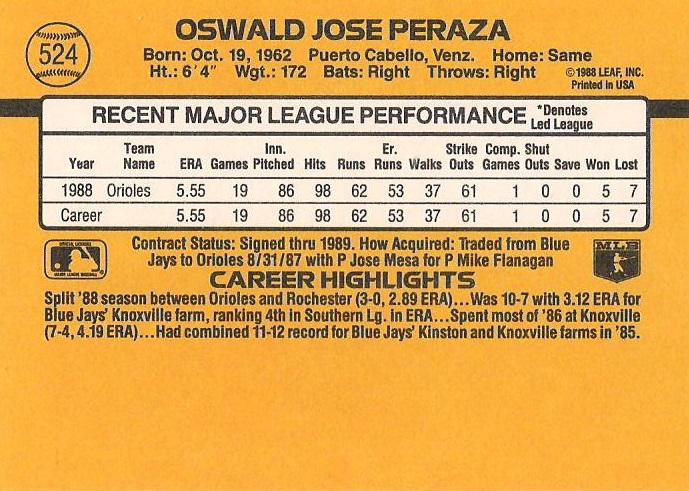 OSWALD JOSE PERAZA
524
Born: Oct. 19, 1962 Puerto Cabello, Venz. Home: Same
Ht.: 6'4" Wgt.: 172 Bats: Right Throws: Right
©1988 LEAF, INC.
Printed in USA
RECENT MAJOR LEAGUE PERFORMANCE
*Denotes
Led League
Year Team Name ERA Games Inn. Pitched Hits Runs Er. Runs Walks Strike Outs Comp. Games Shut Outs Save Won Lost
1988 Orioles 5.55 19 86 98 62 53 37 61 1 0 0 5 7
Career 5.55 19 86 98 62 53 37 61 1 0 0 5 7
Contract Status: Signed thru 1989. How Acquired: Traded from Blue
Jays to Orioles 8/31/87 with P Jose Mesa for P Mike Flanagan
MAJOR LEAGUE BASEBALL
MLB
CAREER HIGHLIGHTS
Split '88 season between Orioles and Rochester (3-0, 2.89 ERA)...Was 10-7 with 3.12 ERA for
Blue Jays' Knoxville farm, ranking 4th in Southern Lg. in ERA...Spent most of '86 at Knoxville
(7-4, 4.19 ERA)...Had combined 11-12 record for Blue Jays' Kinston and Knoxville farms in '85.